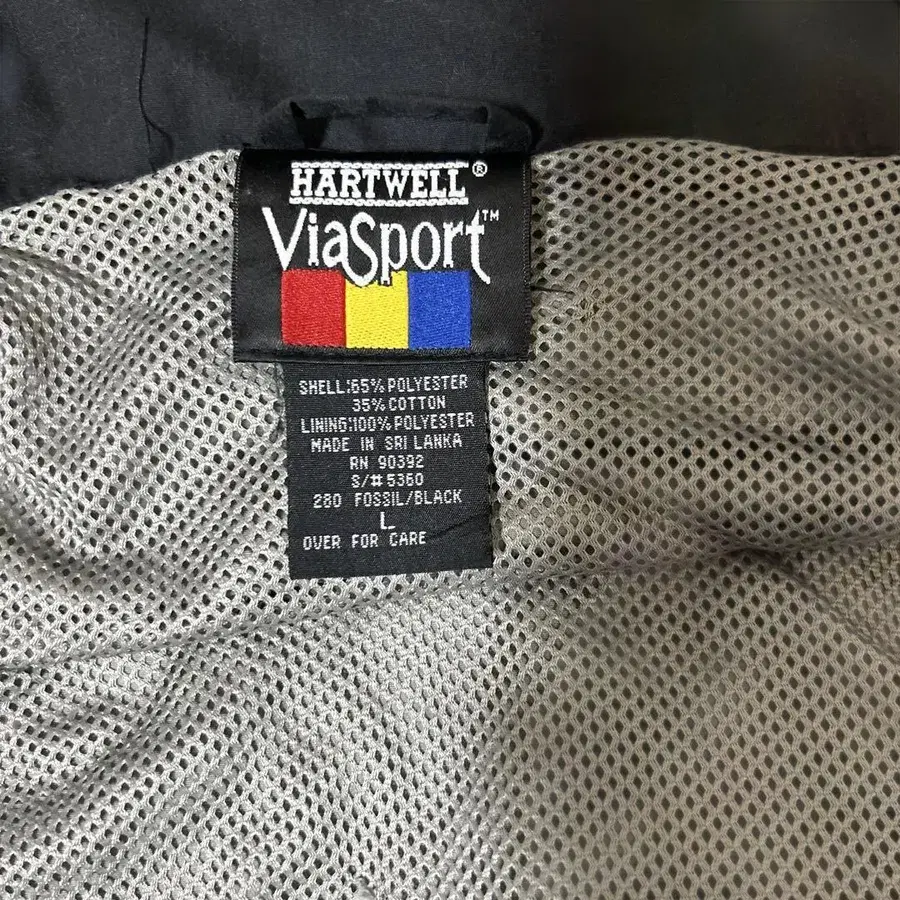 HARTWELL®
ViaSport™
SHELL:65% POLYESTER
35% COTTON
LINING:100% POLYESTER
MADE IN SRI LANKA
RN 90392
S/# 5360
280 FOSSIL/BLACK
L
OVER FOR CARE